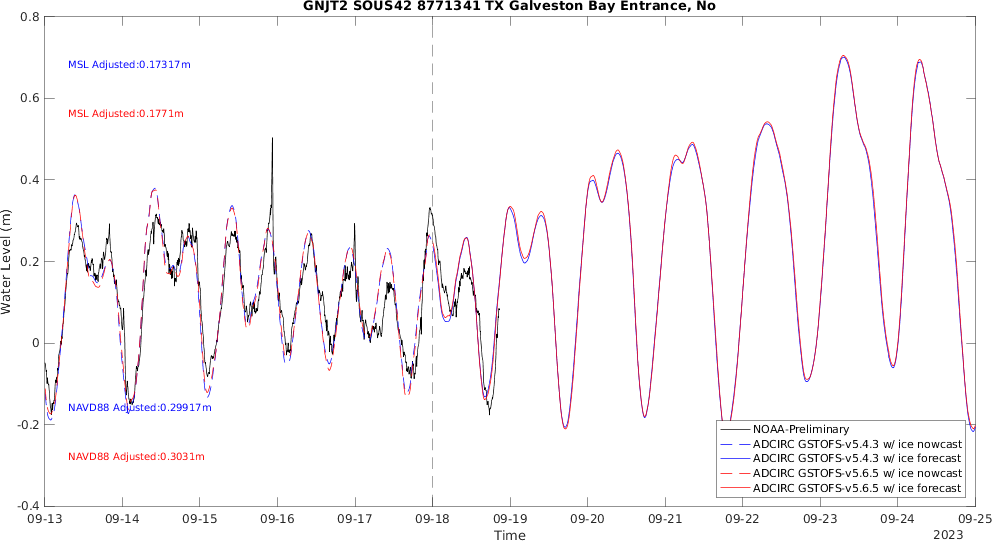 GNJT2 SOUS42 8771341 TX Galveston Bay Entrance, No
Water Level (m)
0.8
0.6
0.4
0.2
0
-0.2
-0.4
MSL Adjusted:0.17317m
MSL Adjusted:0.1771m
NAVD88 Adjusted:0.29917m
NAVD88 Adjusted:0.3031m
NOAA-Preliminary
ADCIRC GSTOFS-v5.4.3 w/ ice nowcast
ADCIRC GSTOFS-v5.4.3 w/ ice forecast
ADCIRC GSTOFS-v5.6.5 w/ ice nowcast
ADCIRC GSTOFS-v5.6.5 w/ ice forecast
09-13 09-14 09-15 09-16 09-17 09-18 09-19 09-20 09-21 09-22 09-23 09-24 09-25
Time
2023